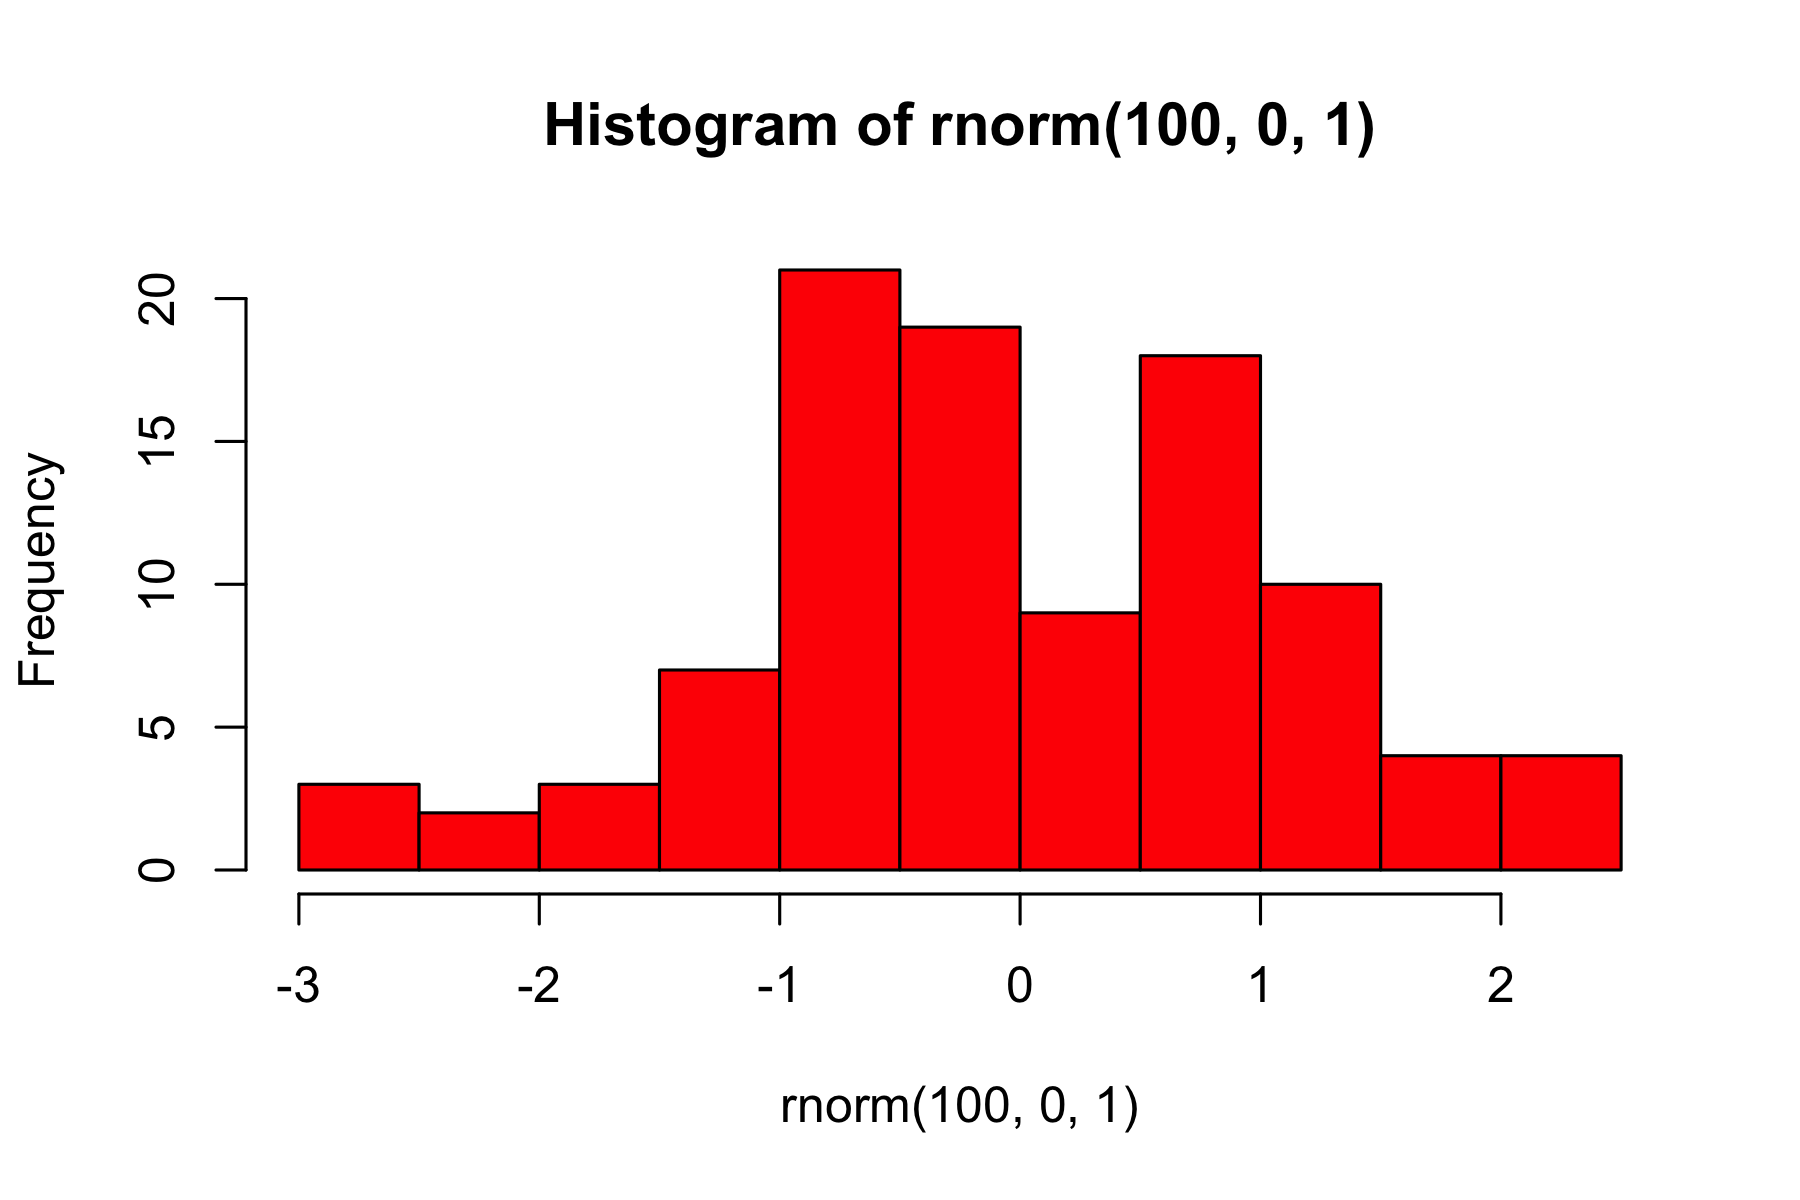 Histogram of rnorm(100, 0, 1)
Frequency
20
15
10
5
0
-3 -2 -1 0 1 2
rnorm(100, 0, 1)